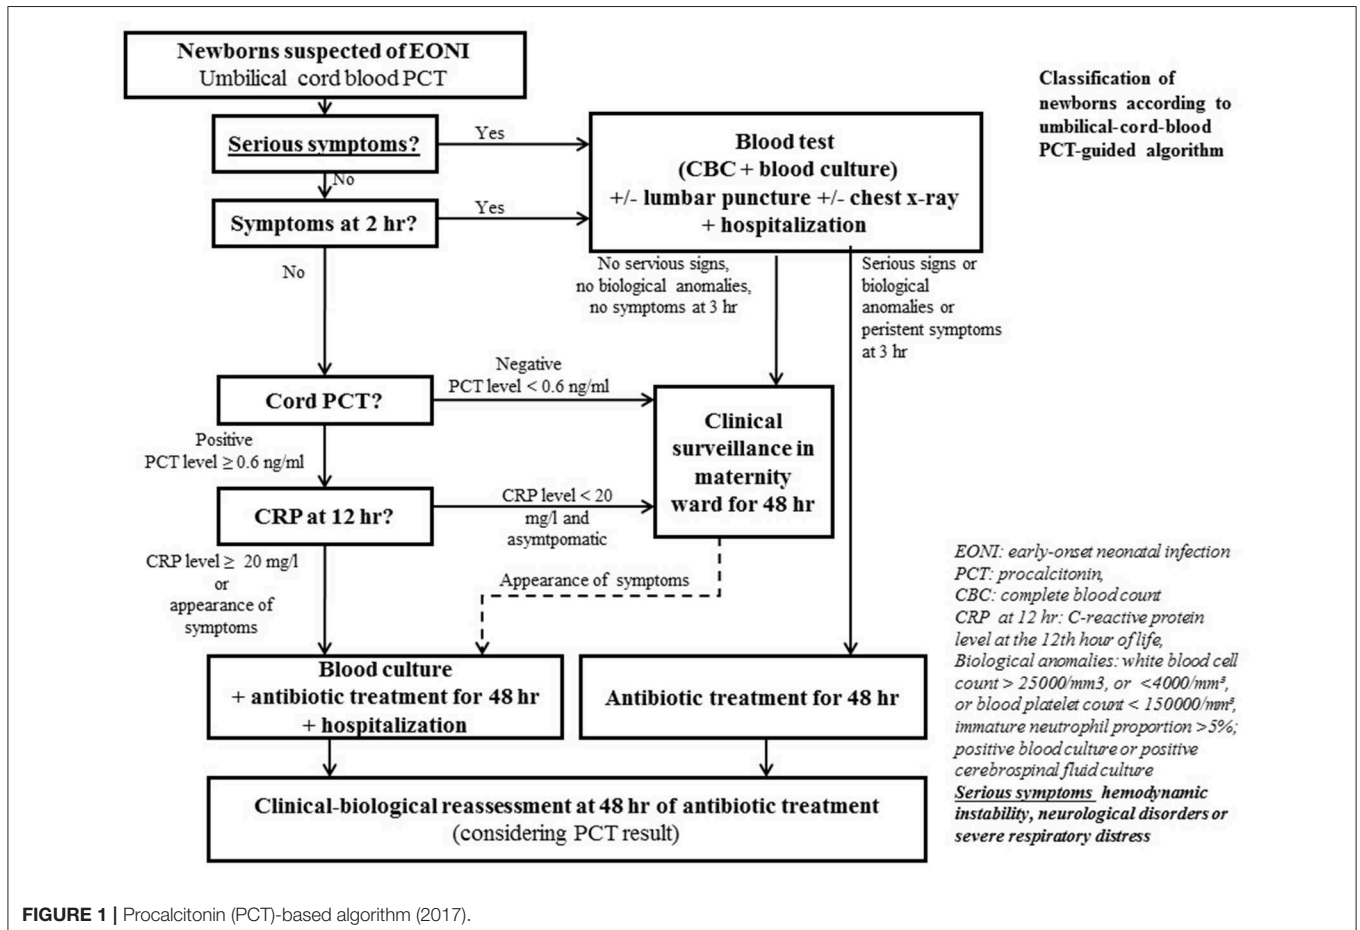 Newborns suspected of EONI
Umbilical cord blood PCT
Classification of
newborns according to
umbilical-cord-blood
PCT-guided algorithm
Serious symptoms?
Yes
No
Symptoms at 2 hr?
Yes
Blood test
(CBC + blood culture)
+/- lumbar puncture +/- chest x-ray
+ hospitalization
No
No servious signs,
no biological anomalies,
no symptoms at 3 hr
Serious signs or
biological
anomalies or
peristent symptoms
at 3 hr
Cord PCT?
Negative
PCT level < 0.6 ng/ml
Positive
PCT level ≥ 0.6 ng/ml
Clinical
surveillance in
maternity
ward for 48 hr
CRP at 12 hr?
CRP level < 20
mg/l and
asymtpomatic
CRP level ≥ 20 mg/l
or
appearance of
symptoms
Appearance of symptoms
Blood culture
+ antibiotic treatment for 48 hr
+ hospitalization
Antibiotic treatment for 48 hr
Clinical-biological reassessment at 48 hr of antibiotic treatment
(considering PCT result)
EONI: early-onset neonatal infection
PCT: procalcitonin,
CBC: complete blood count
CRP at 12 hr: C-reactive protein
level at the 12th hour of life,
Biological anomalies: white blood cell
count > 25000/mm3, or <4000/mm³,
or blood platelet count < 150000/mm³,
immature neutrophil proportion >5%;
positive blood culture or positive
cerebrospinal fluid culture
Serious symptoms hemodynamic
instability, neurological disorders or
severe respiratory distress
FIGURE 1 | Procalcitonin (PCT)-based algorithm (2017).